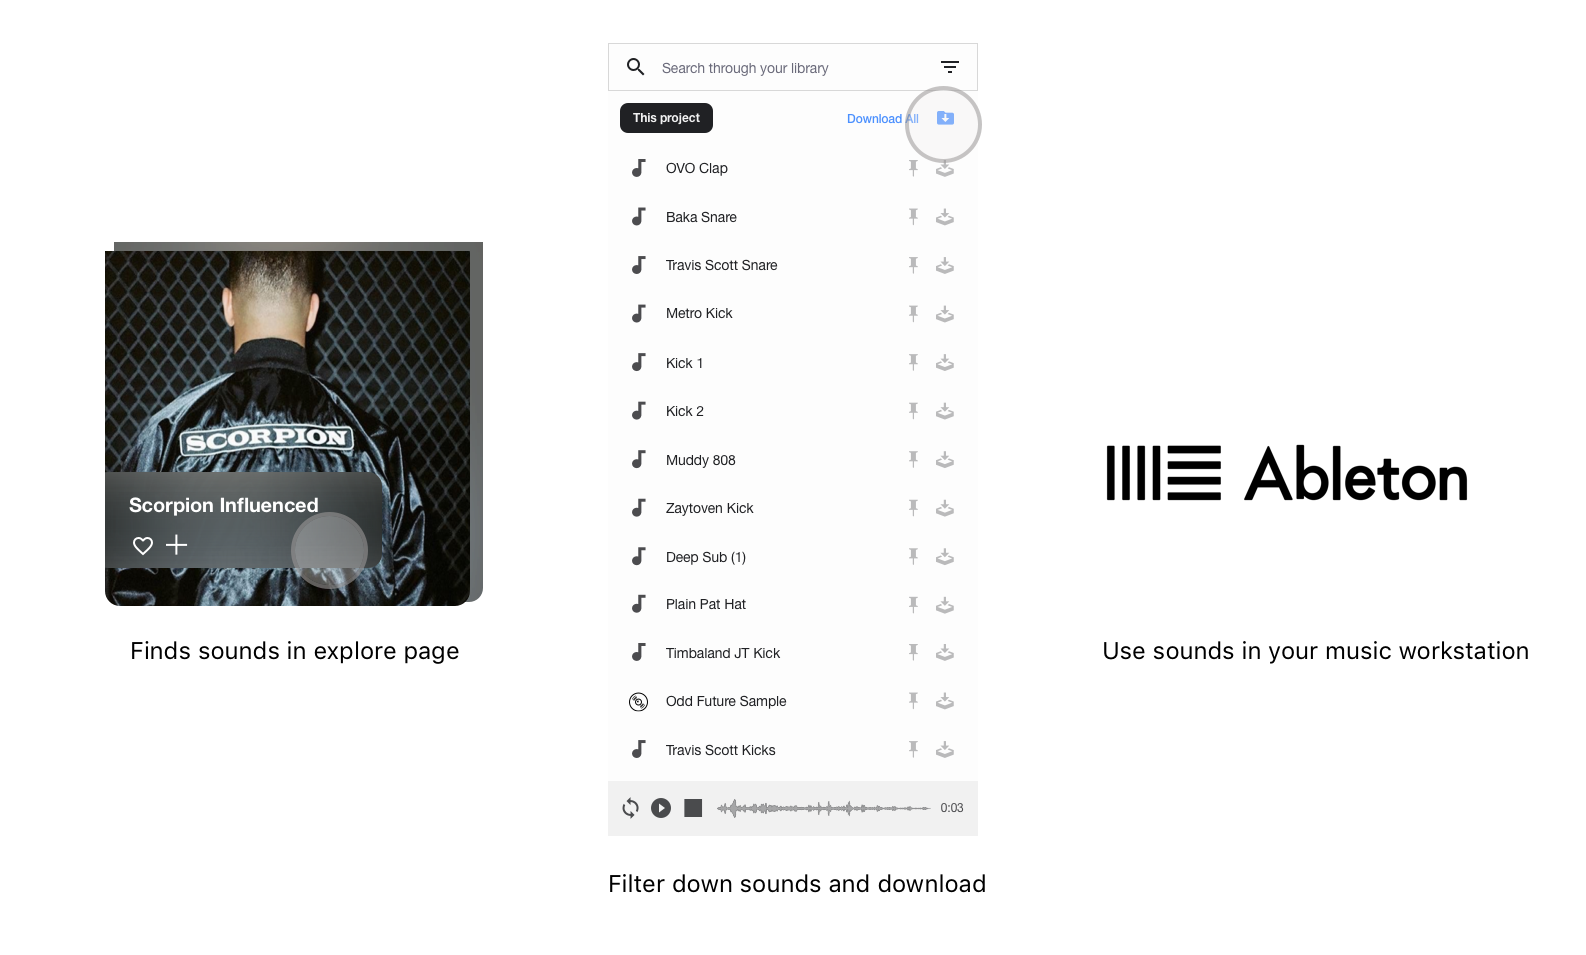 SCORPION
Scorpion Influenced
Finds sounds in explore page
Search through your library
This project
Download All
OVO Clap
Baka Snare
Travis Scott Snare
Metro Kick
Kick 1
Kick 2
Muddy 808
Zaytoven Kick
Deep Sub (1)
Plain Pat Hat
Timbaland JT Kick
Odd Future Sample
Travis Scott Kicks
0:03
Filter down sounds and download
Ableton
Use sounds in your music workstation